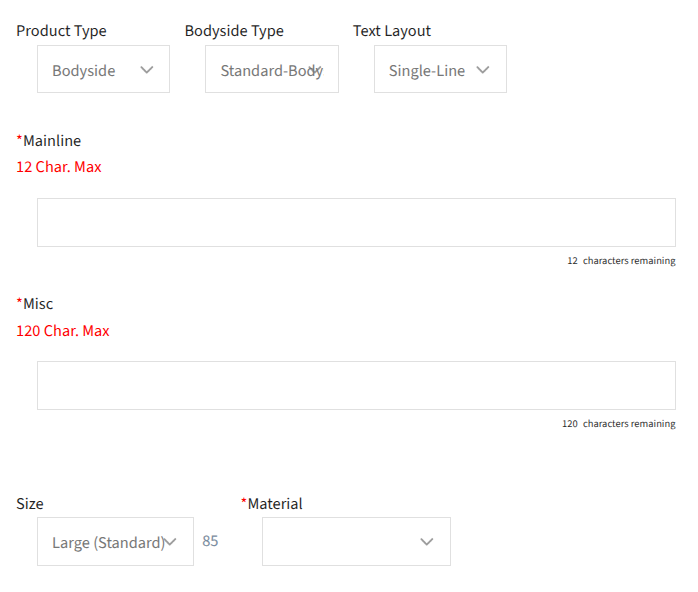 Product Type Bodyside Type Text Layout
Bodyside Standard-Body Single-Line
*Mainline
12 Char. Max
12 characters remaining
*Misc
120 Char. Max
120 characters remaining
Size *Material
Large (Standard) 85